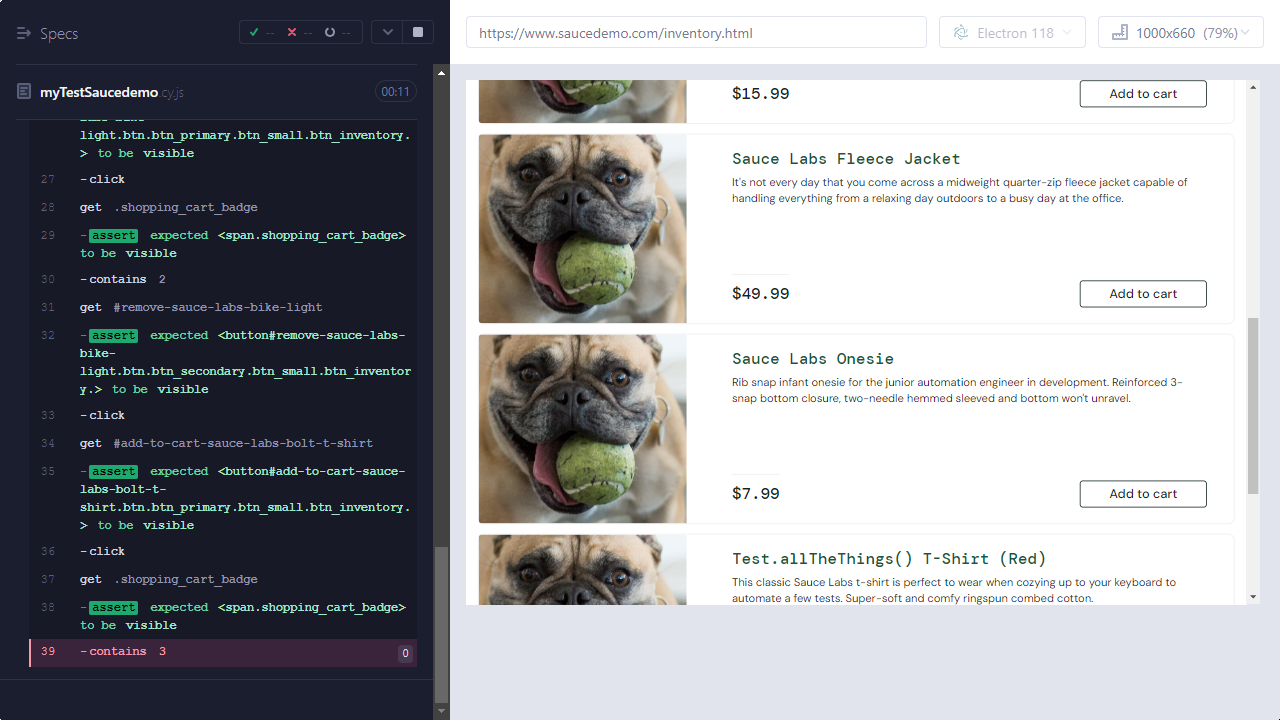 Specs
--
--
--
https://www.saucedemo.com/inventory.html
Electron 118
1000x660 (79%)
myTestSaucedemo.cy.js
00:11
light.btn.btn_primary.btn_small.btn_inventory.
> to be visible
27 -click
28 get .shopping_cart_badge
29 -assert expected <span.shopping_cart_badge>
to be visible
30 -contains 2
31 get #remove-sauce-labs-bike-light
32 -assert expected <button#remove-sauce-labs-
bike-
light.btn.btn_secondary.btn_small.btn_inventor
y.> to be visible
33 -click
34 get #add-to-cart-sauce-labs-bolt-t-shirt
35 -assert expected <button#add-to-cart-sauce-
labs-bolt-t-
shirt.btn.btn_primary.btn_small.btn_inventory.
> to be visible
36 -click
37 get .shopping_cart_badge
38 -assert expected <span.shopping_cart_badge>
to be visible
39 -contains 3 0
$15.99
Add to cart
Sauce Labs Fleece Jacket
It's not every day that you come across a midweight quarter-zip fleece jacket capable of
handling everything from a relaxing day outdoors to a busy day at the office.
$49.99
Add to cart
Sauce Labs Onesie
Rib snap infant onesie for the junior automation engineer in development. Reinforced 3-
snap bottom closure, two-needle hemmed sleeved and bottom won't unravel.
$7.99
Add to cart
Test.allTheThings() T-Shirt (Red)
This classic Sauce Labs t-shirt is perfect to wear when cozying up to your keyboard to
automate a few tests. Super-soft and comfy ringspun combed cotton.